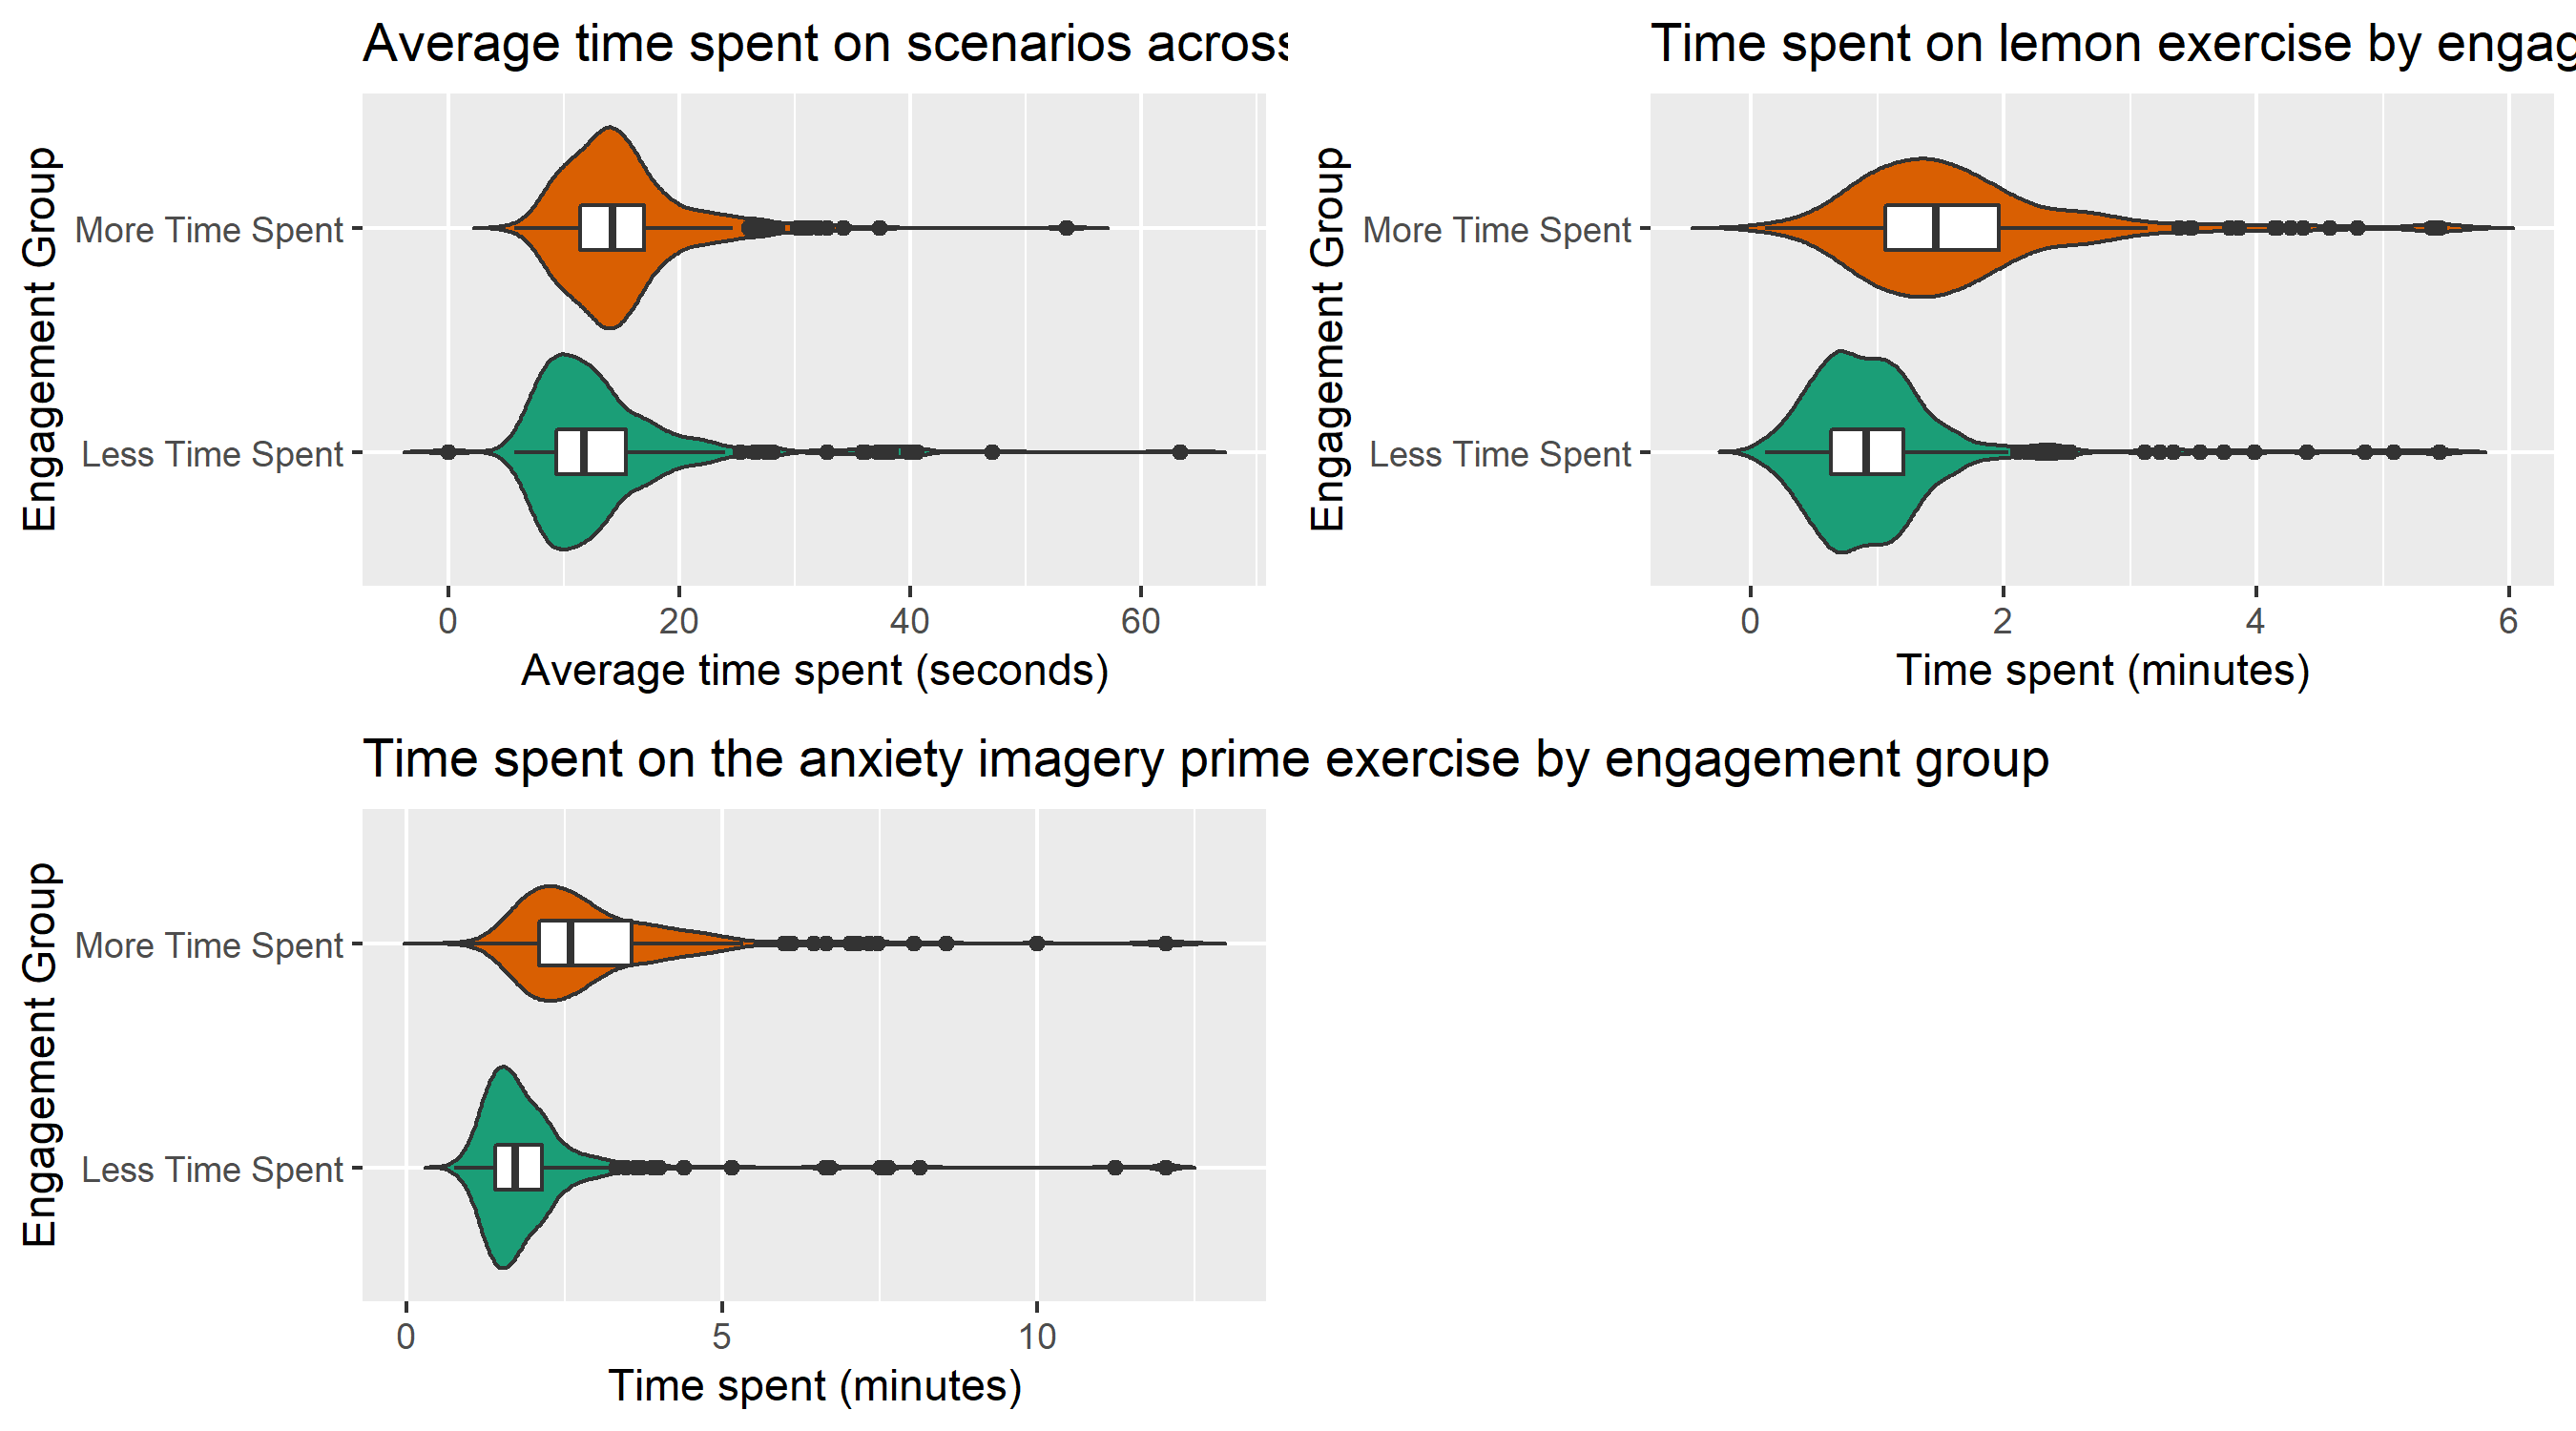 Average time spent on scenarios across
Engagement Group
More Time Spent
Less Time Spent
0 20 40 60
Average time spent (seconds)
Time spent on lemon exercise by engag
Engagement Group
More Time Spent
Less Time Spent
0 2 4 6
Time spent (minutes)
Time spent on the anxiety imagery prime exercise by engagement group
Engagement Group
More Time Spent
Less Time Spent
0 5 10
Time spent (minutes)